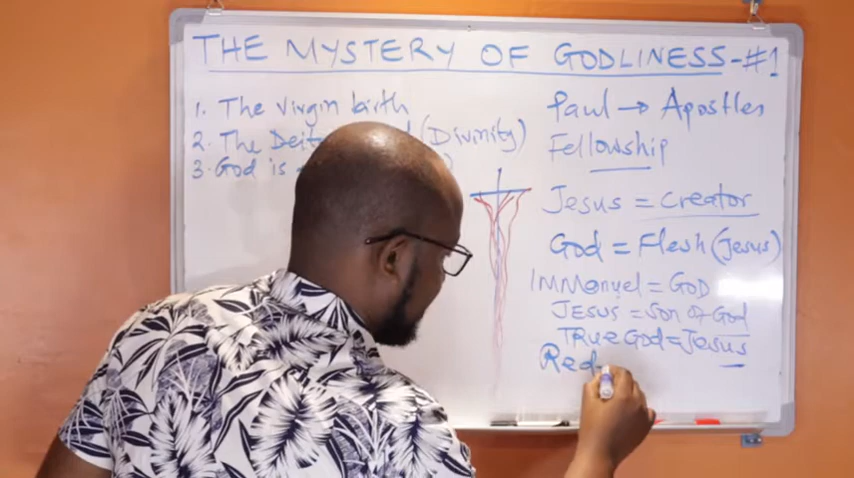 THE MYSTERY OF GODLINESS-#1
1. The virgin birth
2. The Deit (Divinity)
3. God is
Paul → Apostles
Fellowship
Jesus = Creator
God = Flesh (Jesus)
IMMANUEL = GOD
JESUS = SON OF God
TRUE GOD = Jesus
Red